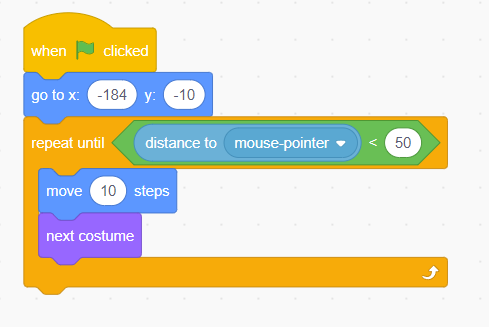 when clicked
go to x: -184 y: -10
repeat until distance to mouse-pointer < 50
move 10 steps
next costume